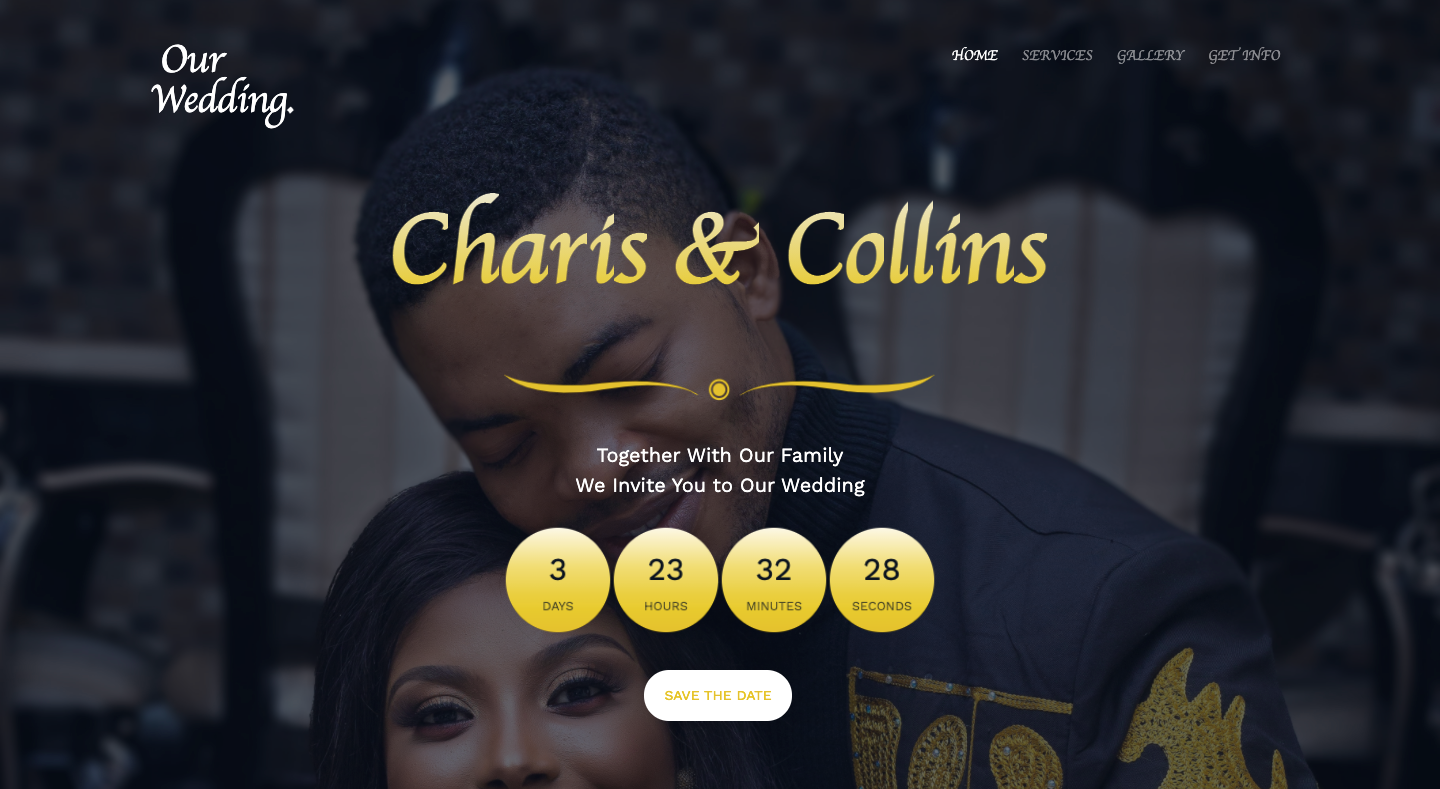 Our
Wedding.
HOME SERVICES GALLERY GET INFO
Charis & Collins
Together With Our Family
We Invite You to Our Wedding
3 23 32 28
DAYS HOURS MINUTES SECONDS
SAVE THE DATE